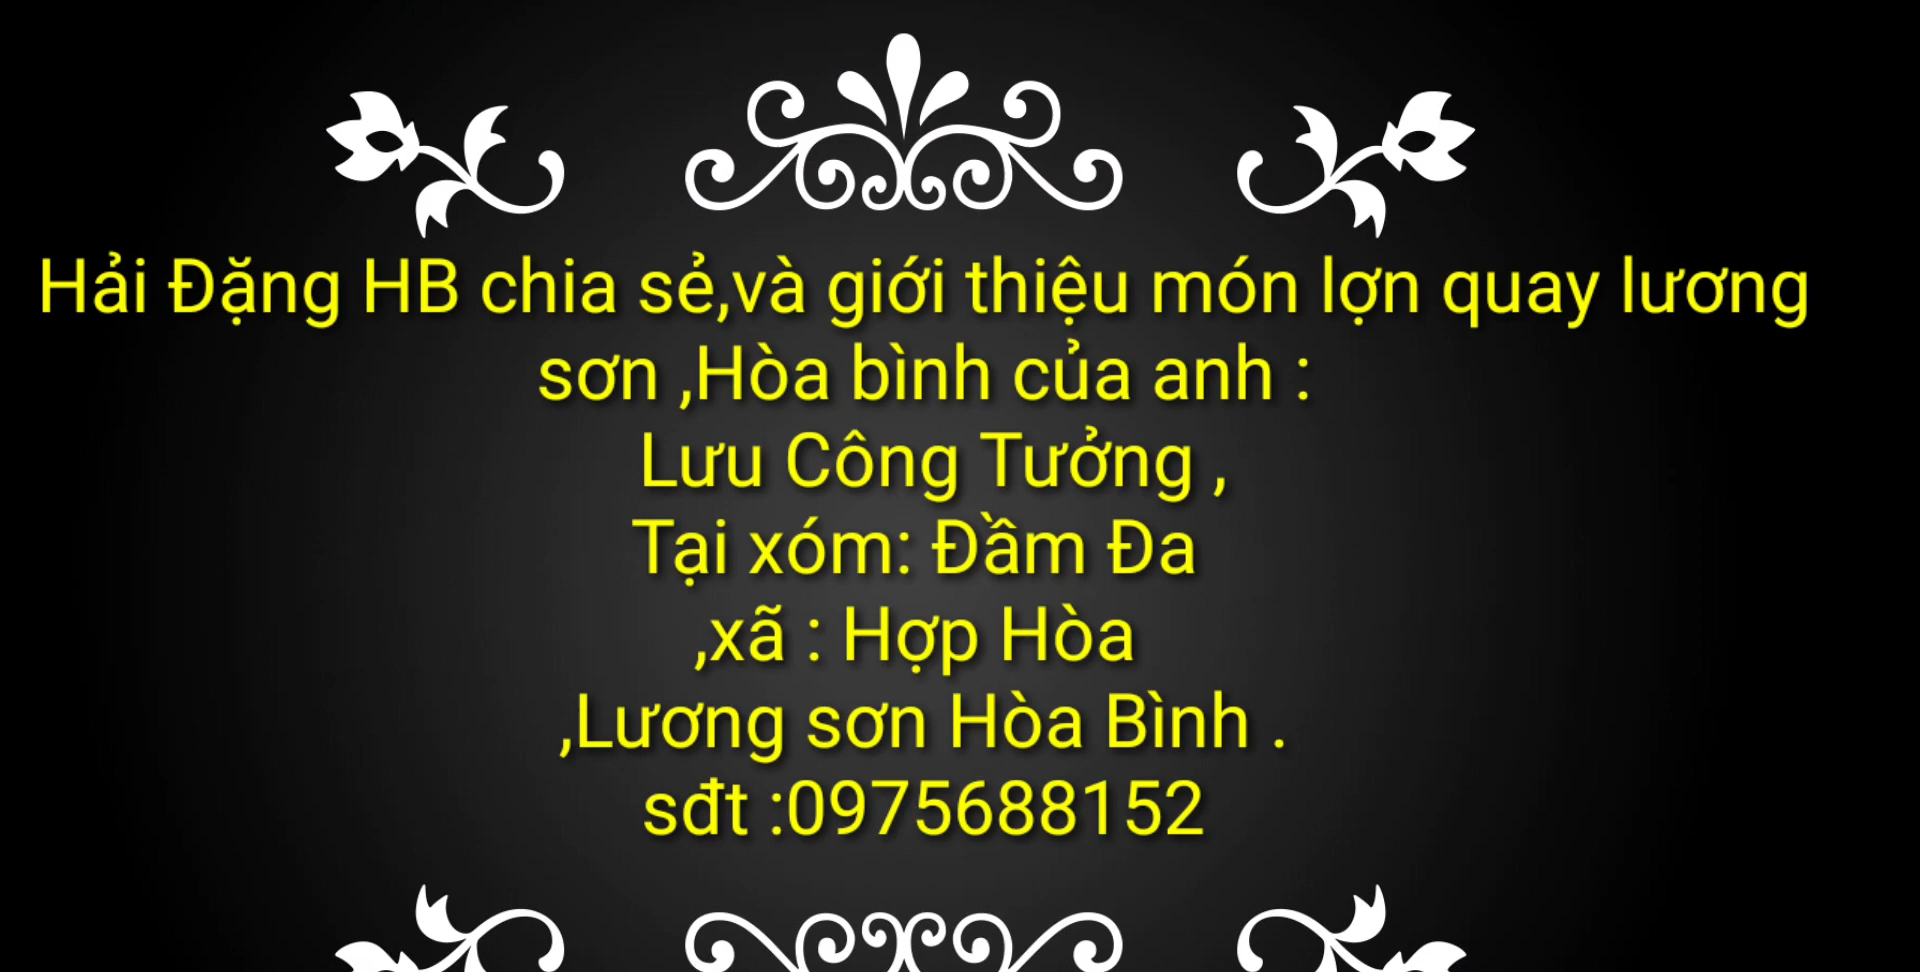 Hải Đặng HB chia sẻ,và giới thiệu món lợn quay lương
sơn ,Hòa bình của anh :
Lưu Công Tưởng ,
Tại xóm: Đầm Đa
,xã : Hợp Hòa
,Lương sơn Hòa Bình .
sđt :0975688152